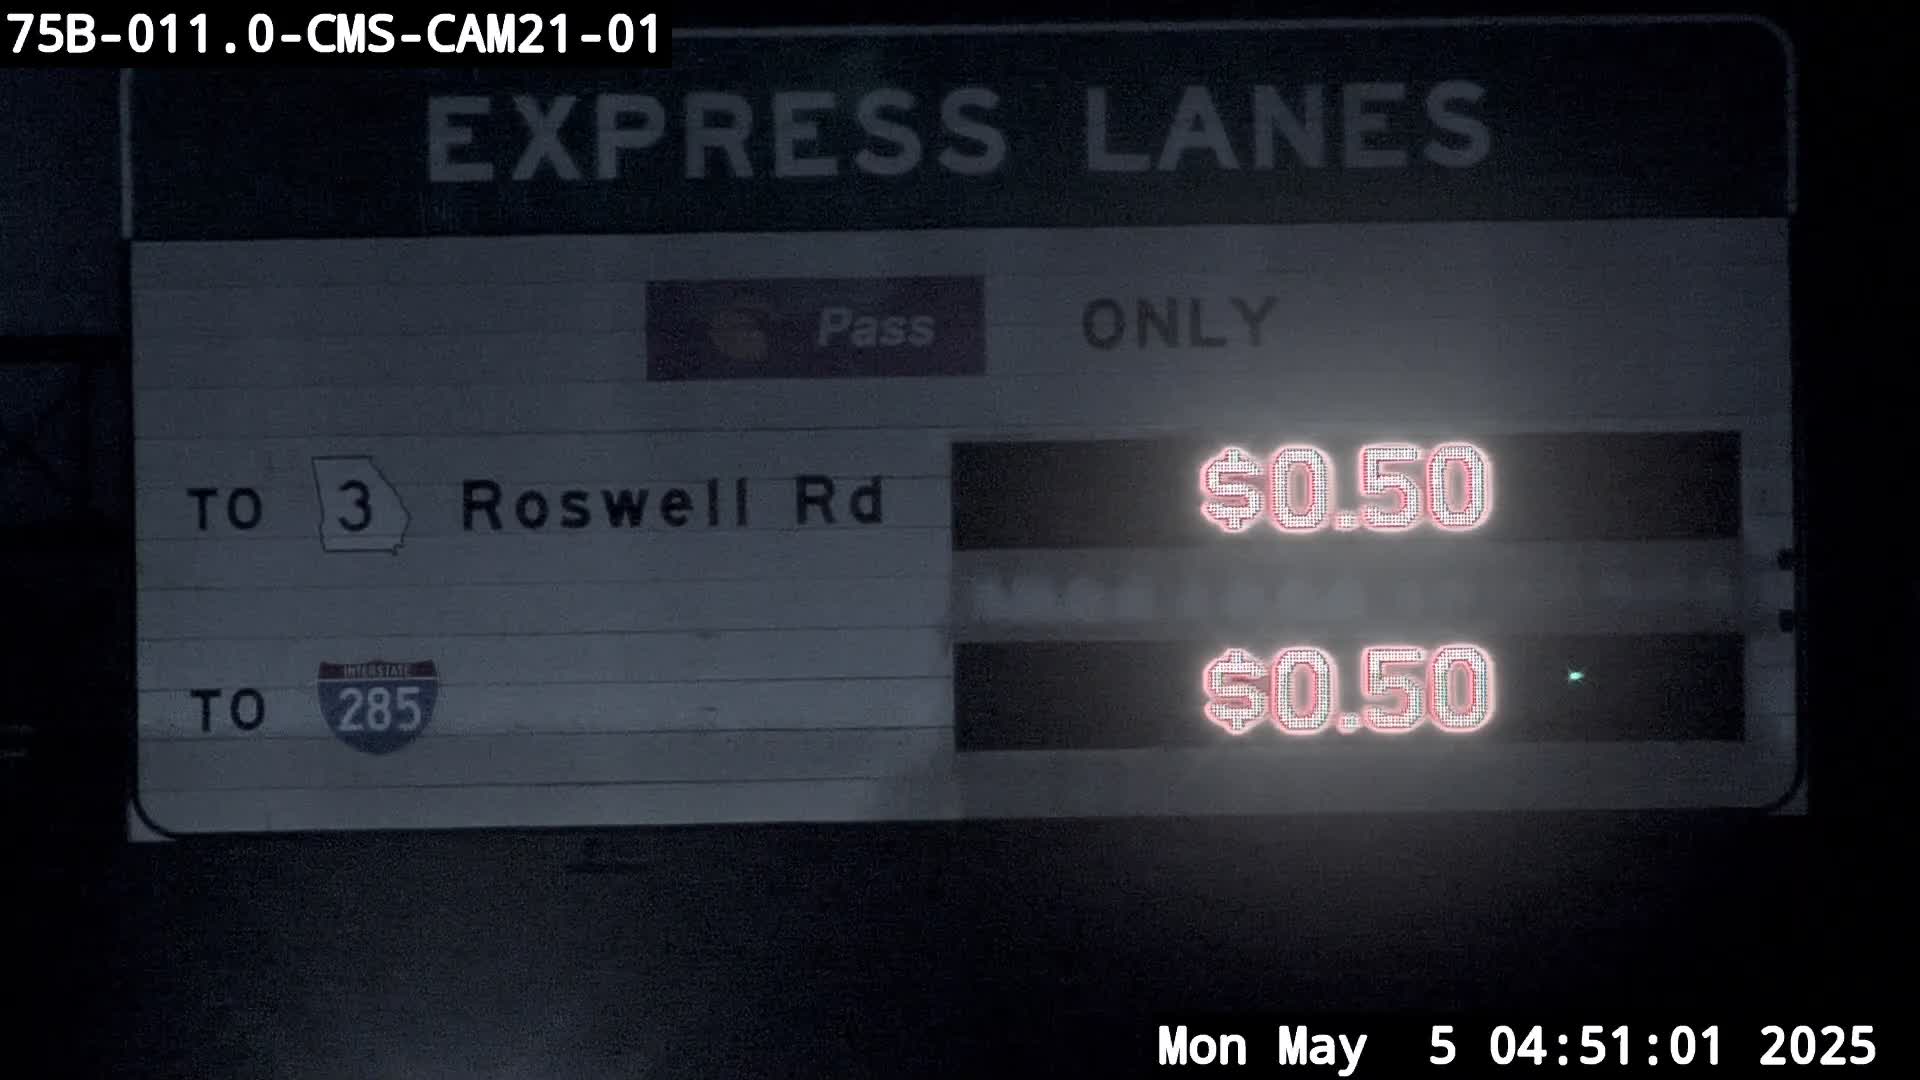 75B-011.0-CMS-CAM21-01
EXPRESS LANES
Pass ONLY
TO 3 Roswell Rd $0.50
TO INTERSTATE 285 $0.50
Mon May 5 04:51:01 2025